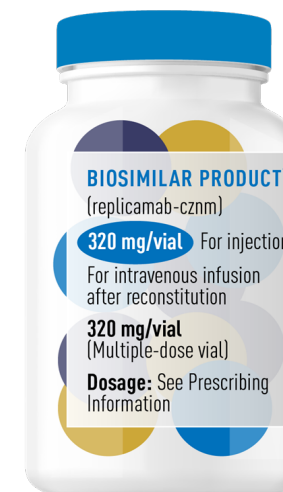 BIOSIMILAR PRODUCT
(replicamab-cznm)
320 mg/vial For injection
For intravenous infusion
after reconstitution
320 mg/vial
(Multiple-dose vial)
Dosage: See Prescribing
Information